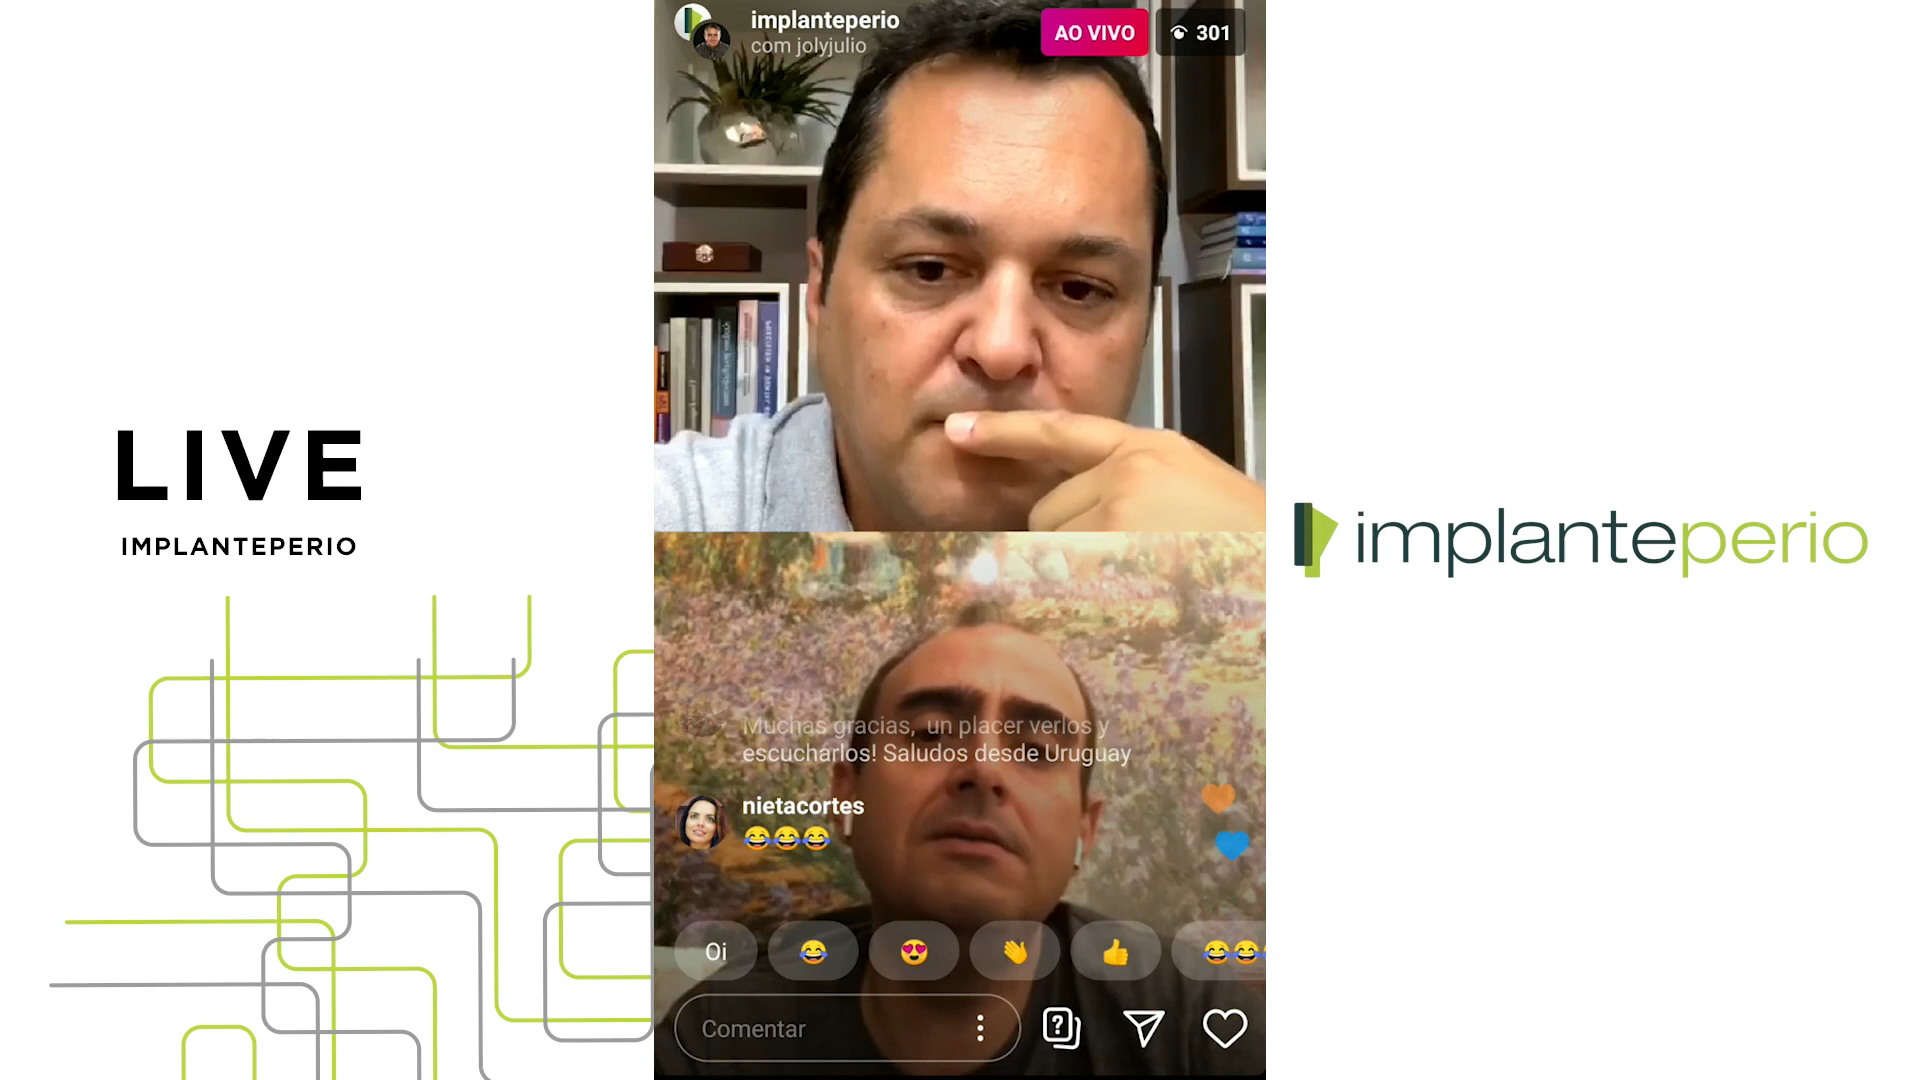 LIVE
IMPLANTEPERIO
implanteperio
com jolyjulio
AO VIVO
301
Muchas gracias, un placer verlos y
escucharlos! Saludos desde Uruguay
nietacortes
😂😂😂
Oi
😂
😍
👋
👍
😂😂
Comentar
implanteperio